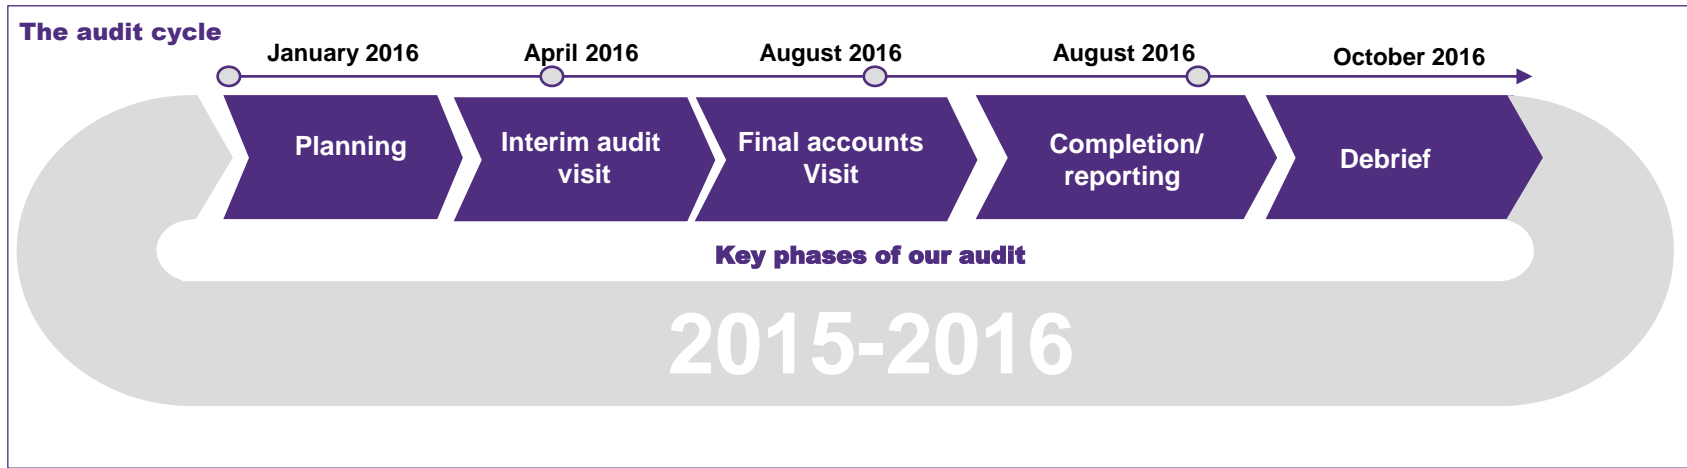 The audit cycle
January 2016
April 2016
August 2016
August 2016
October 2016
Planning
Interim audit
visit
Final accounts
Visit
Completion/
reporting
Debrief
Key phases of our audit
2015-2016